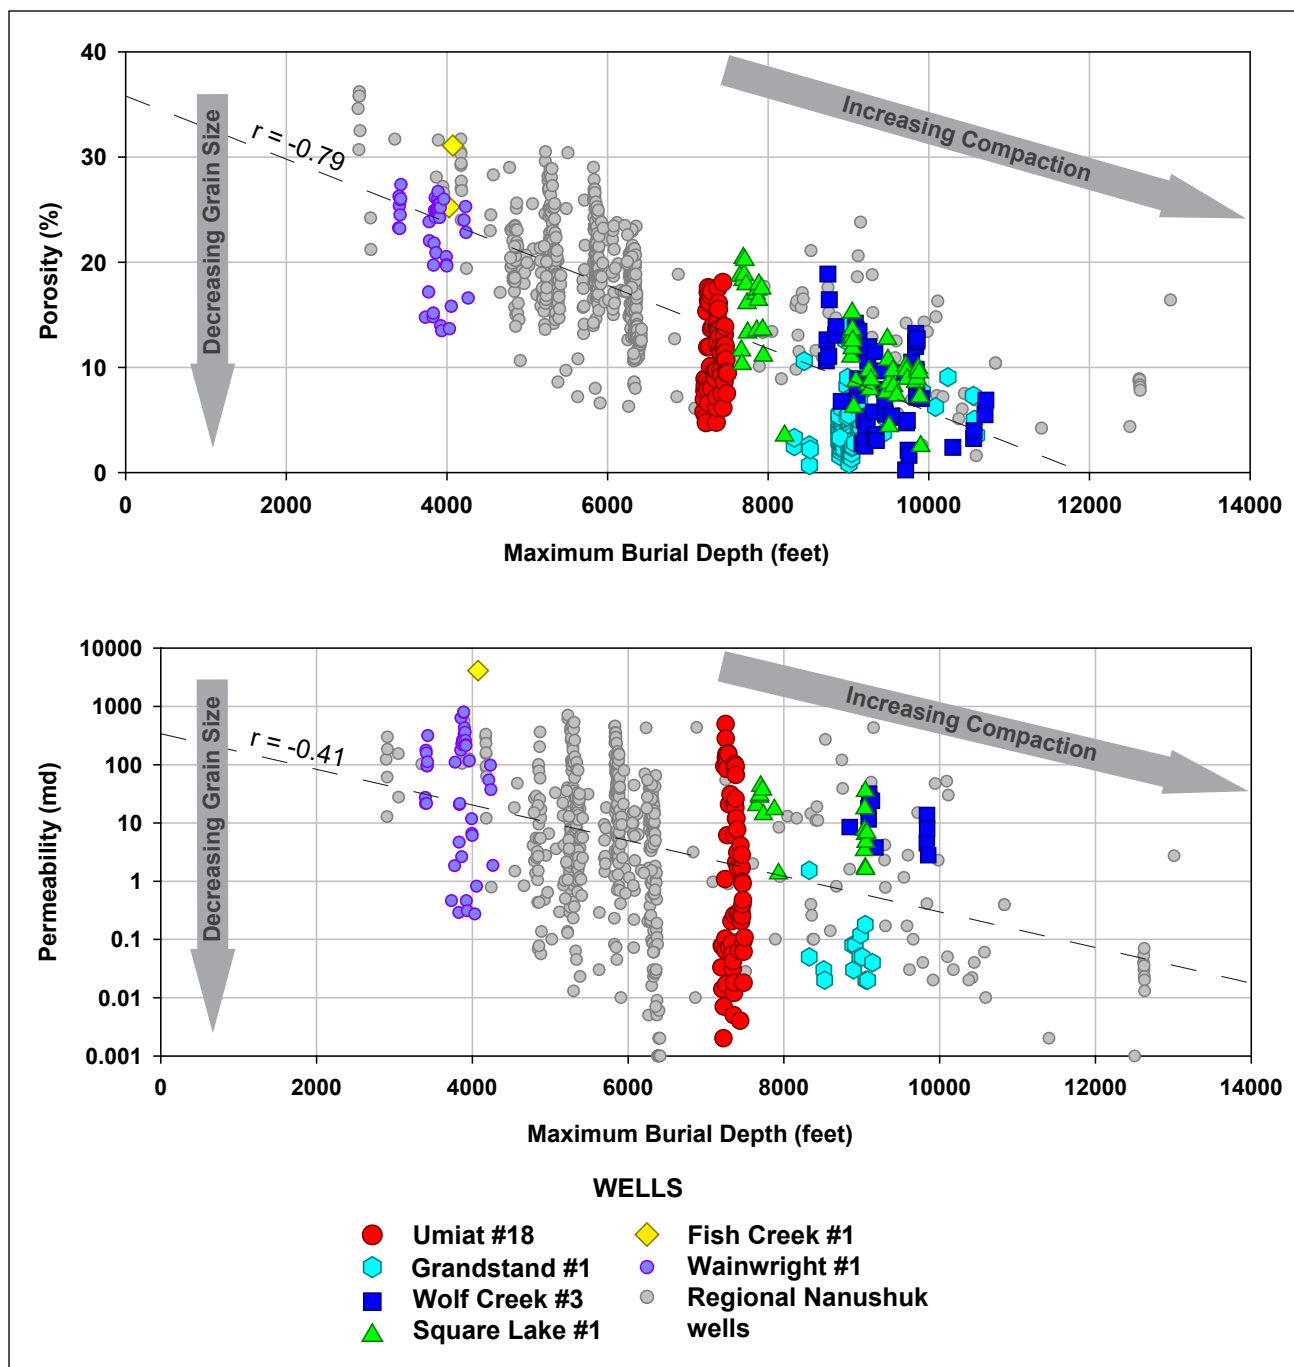 40
30
20
10
0
Porosity (%)
Decreasing Grain Size
r = -0.79
Increasing Compaction
0
2000
4000
6000
8000
10000
12000
14000
Maximum Burial Depth (feet)
10000
1000
100
10
1
0.1
0.01
0.001
Permeability (md)
Decreasing Grain Size
r = -0.41
Increasing Compaction
0
2000
4000
6000
8000
10000
12000
14000
Maximum Burial Depth (feet)
WELLS
Umiat #18
Grandstand #1
Wolf Creek #3
Square Lake #1
Fish Creek #1
Wainwright #1
Regional Nanushuk
wells